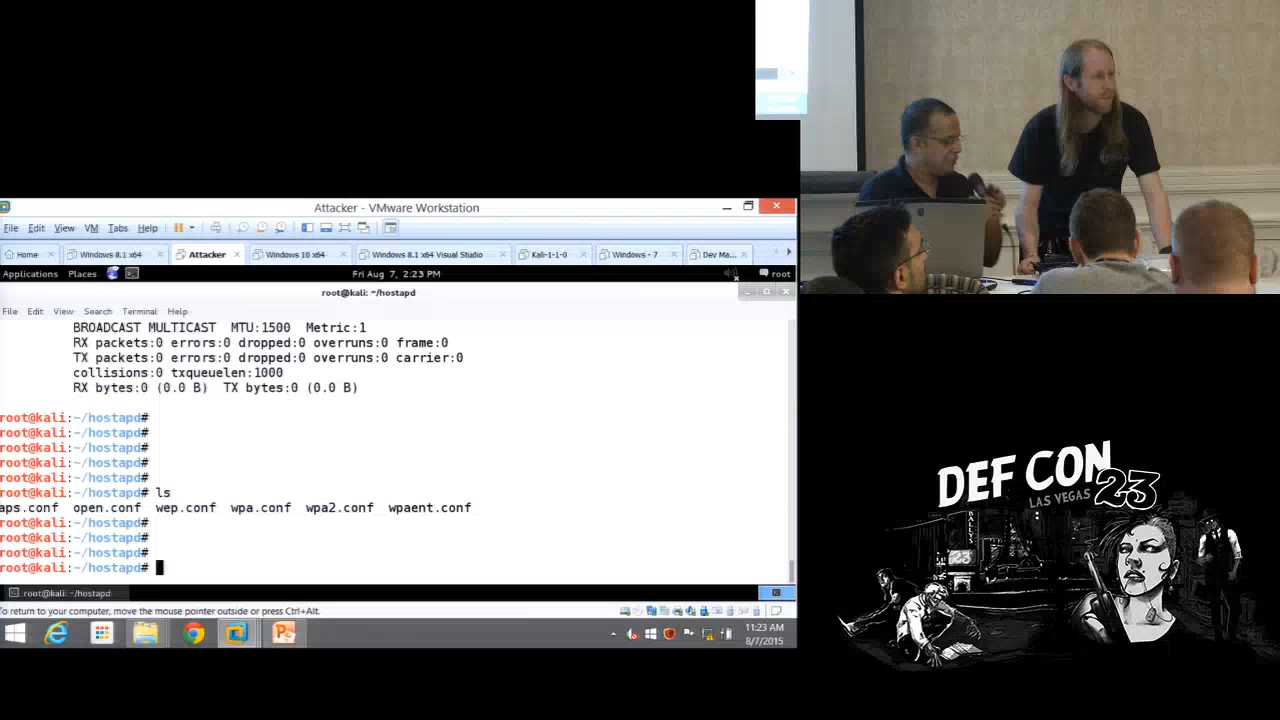 Attacker - VMware Workstation
File Edit View VM Tabs Help
Home Windows 8.1 x64 Attacker Windows 10 x64 Windows 8.1 x64 Visual Studio Kali-1-1-0 Windows - 7 Dev Ma...
Applications Places Fri Aug 7, 2:23 PM root
root@kali: ~/hostapd
File Edit View Search Terminal Help
BROADCAST MULTICAST MTU:1500 Metric:1
RX packets:0 errors:0 dropped:0 overruns:0 frame:0
TX packets:0 errors:0 dropped:0 overruns:0 carrier:0
collisions:0 txqueuelen:1000
RX bytes:0 (0.0 B) TX bytes:0 (0.0 B)
root@kali:~/hostapd#
root@kali:~/hostapd#
root@kali:~/hostapd#
root@kali:~/hostapd#
root@kali:~/hostapd#
root@kali:~/hostapd# ls
aps.conf open.conf wep.conf wpa.conf wpa2.conf wpaent.conf
root@kali:~/hostapd#
root@kali:~/hostapd#
root@kali:~/hostapd#
root@kali:~/hostapd#
root@kali: ~/hostapd
To return to your computer, move the mouse pointer outside or press Ctrl+Alt.
11:23 AM
8/7/2015
DEF CON
LAS VEGAS 23
BALLYS
23